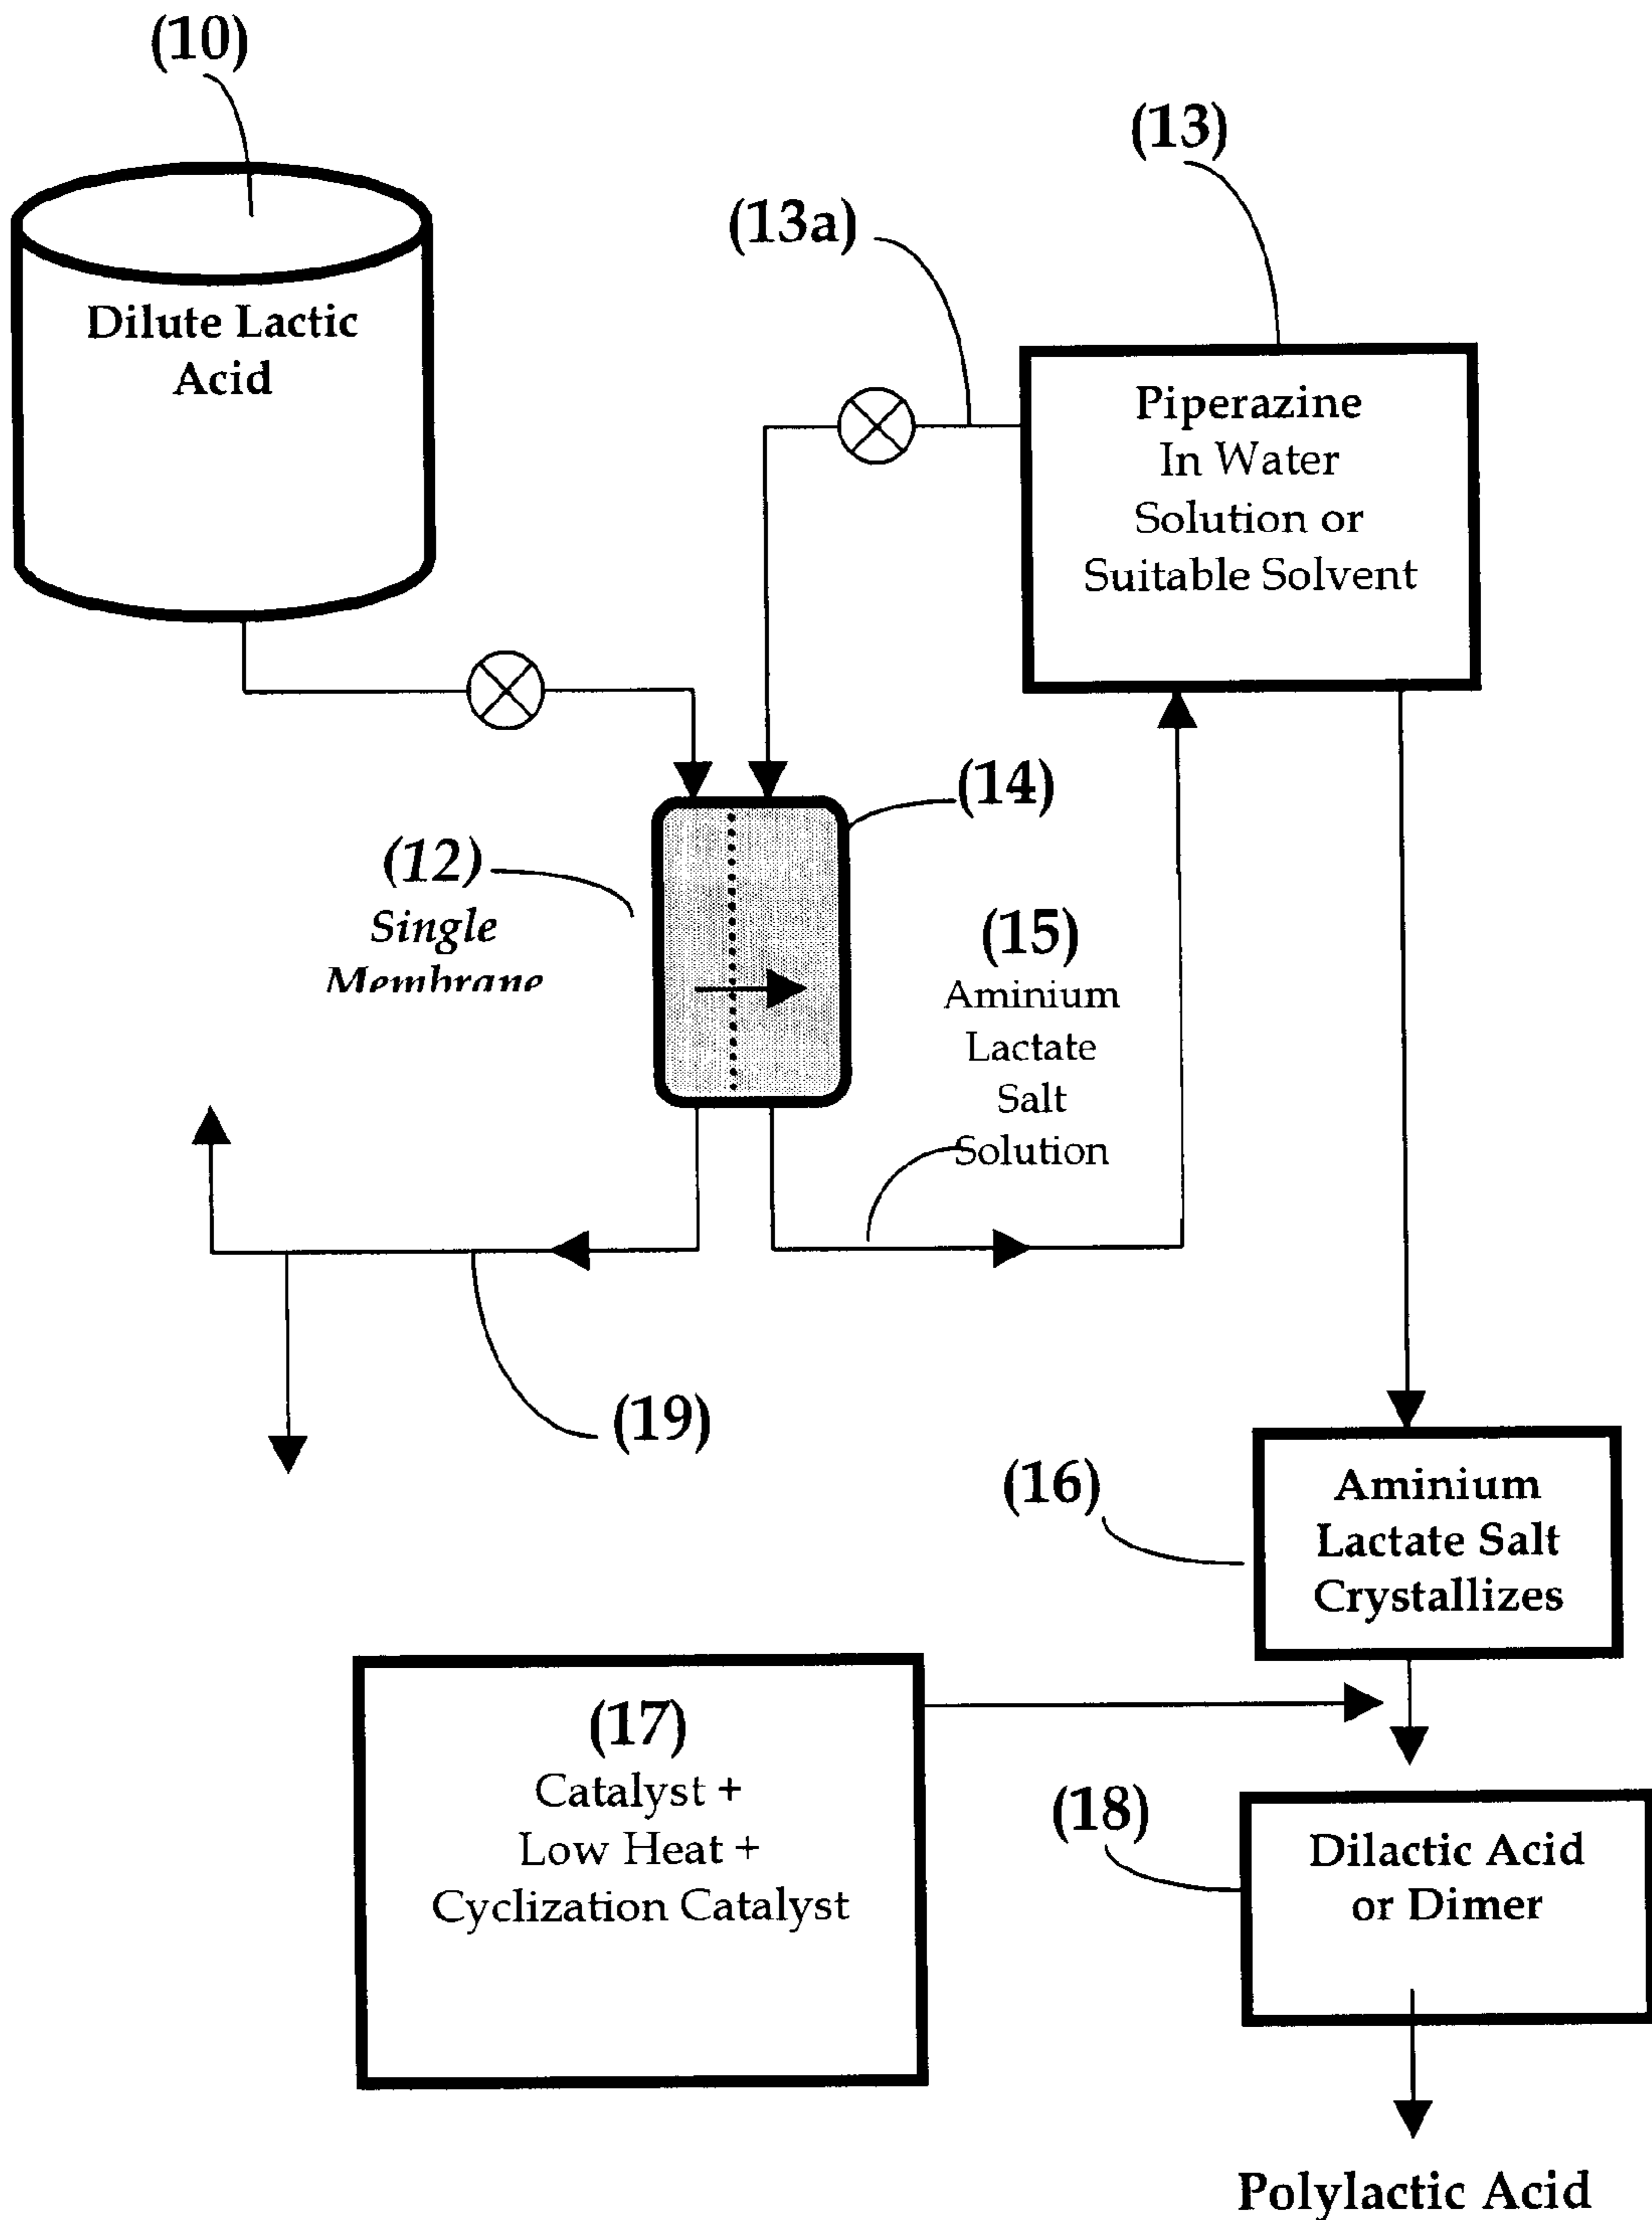 (10)
Dilute Lactic
Acid
(13)
(13a)
Piperazine
In Water
Solution or
Suitable Solvent
(14)
(12)
Single
Membrane
(15)
Aminium
Lactate
Salt
Solution
(19)
(16)
Aminium
Lactate Salt
Crystallizes
(17)
Catalyst +
Low Heat +
Cyclization Catalyst
(18)
Dilactic Acid
or Dimer
Polylactic Acid